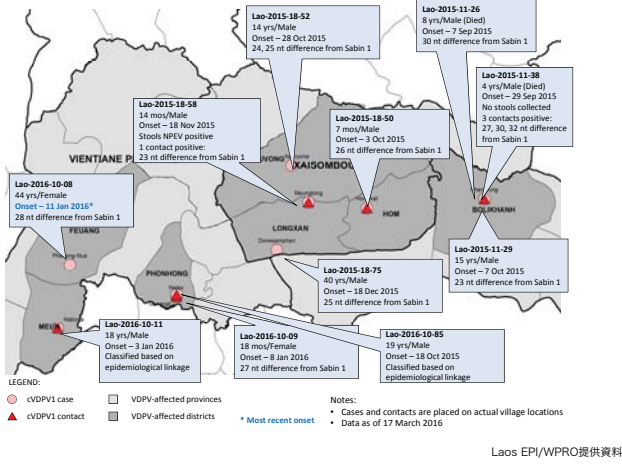 Lao-2015-18-52
14 yrs/Male
Onset – 28 Oct 2015
24, 25 nt difference from Sabin 1
Lao-2015-11-26
8 yrs/Male (Died)
Onset – 7 Sep 2015
30 nt difference from Sabin 1
Lao-2015-11-38
4 yrs/Male (Died)
Onset – 29 Sep 2015
No stools collected
3 contacts positive:
27, 30, 32 nt difference
from Sabin 1
Lao-2015-18-58
14 mos/Male
Onset – 18 Nov 2015
Stools NPEV positive
1 contact positive:
23 nt difference from Sabin 1
Lao-2015-18-50
7 mos/Male
Onset – 3 Oct 2015
26 nt difference from Sabin 1
VIENTIANE
XAISOMBOU
Lao-2016-10-08
44 yrs/Female
Onset – 11 Jan 2016*
28 nt difference from Sabin 1
FEUANG
HOM
LONGXAN
BOLIKHANH
PHONHONG
Lao-2015-11-29
15 yrs/Male
Onset – 7 Oct 2015
23 nt difference from Sabin 1
Lao-2015-18-75
40 yrs/Male
Onset – 18 Dec 2015
25 nt difference from Sabin 1
Lao-2016-10-11
18 yrs/Male
Onset – 3 Jan 2016
Classified based on
epidemiological linkage
Lao-2016-10-09
18 mos/Female
Onset – 8 Jan 2016
27 nt difference from Sabin 1
Lao-2016-10-85
19 yrs/Male
Onset – 18 Oct 2015
Classified based on
epidemiological linkage
LEGEND:
cVDPV1 case
VDPV-affected provinces
cVDPV1 contact
VDPV-affected districts
* Most recent onset
Notes:
• Cases and contacts are placed on actual village locations
• Data as of 17 March 2016
Laos EPI/WPRO提供資料